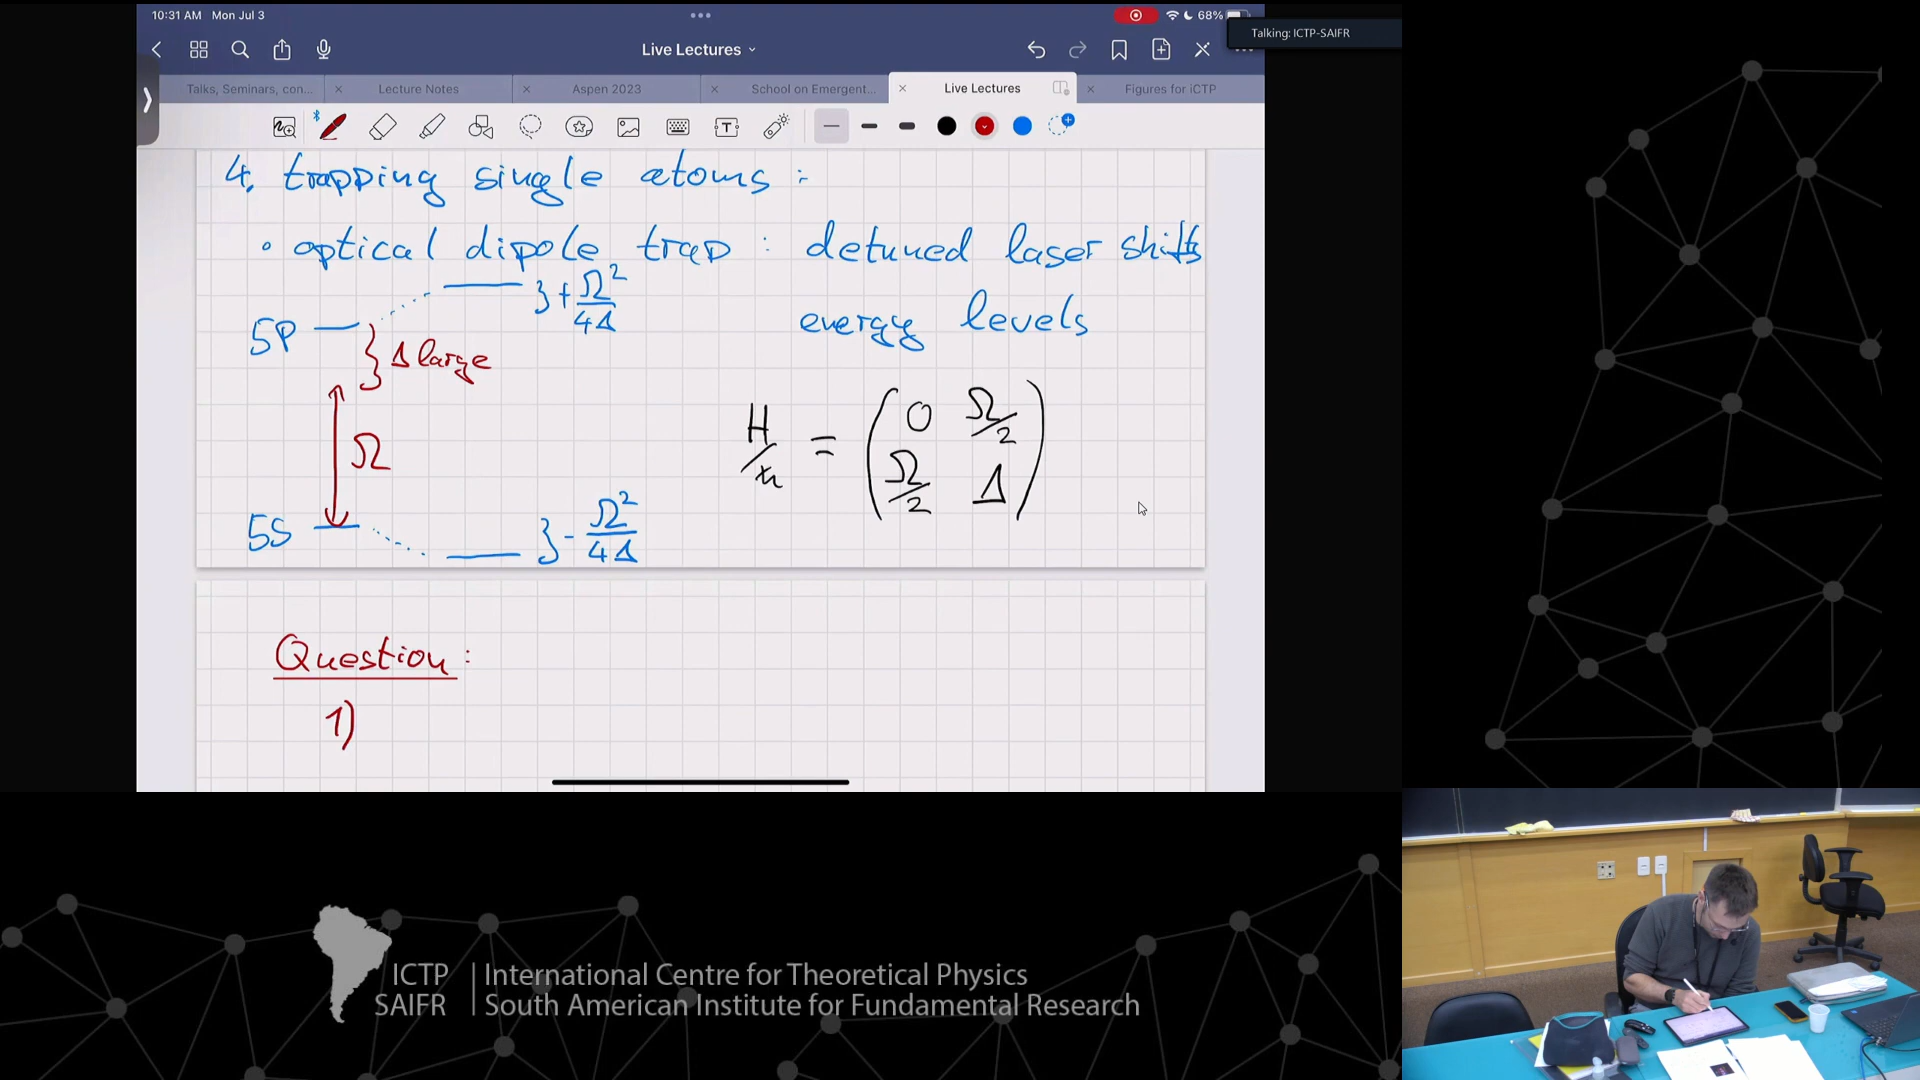 10:31 AM Mon Jul 3
68%
Talking: ICTP-SAIFR
Live Lectures
Talks, Seminars, con...
Lecture Notes
Aspen 2023
School on Emergent...
Live Lectures
Figures for iCTP
4. trapping single atoms :
• optical dipole trap : detuned laser shifts
energy levels
5P } + Ω²/4Δ
} Δ large
Ω
H/ħ = ( 0 Ω/2
Ω/2 Δ )
5S } - Ω²/4Δ
Question :
1)
ICTP | International Centre for Theoretical Physics
SAIFR | South American Institute for Fundamental Research